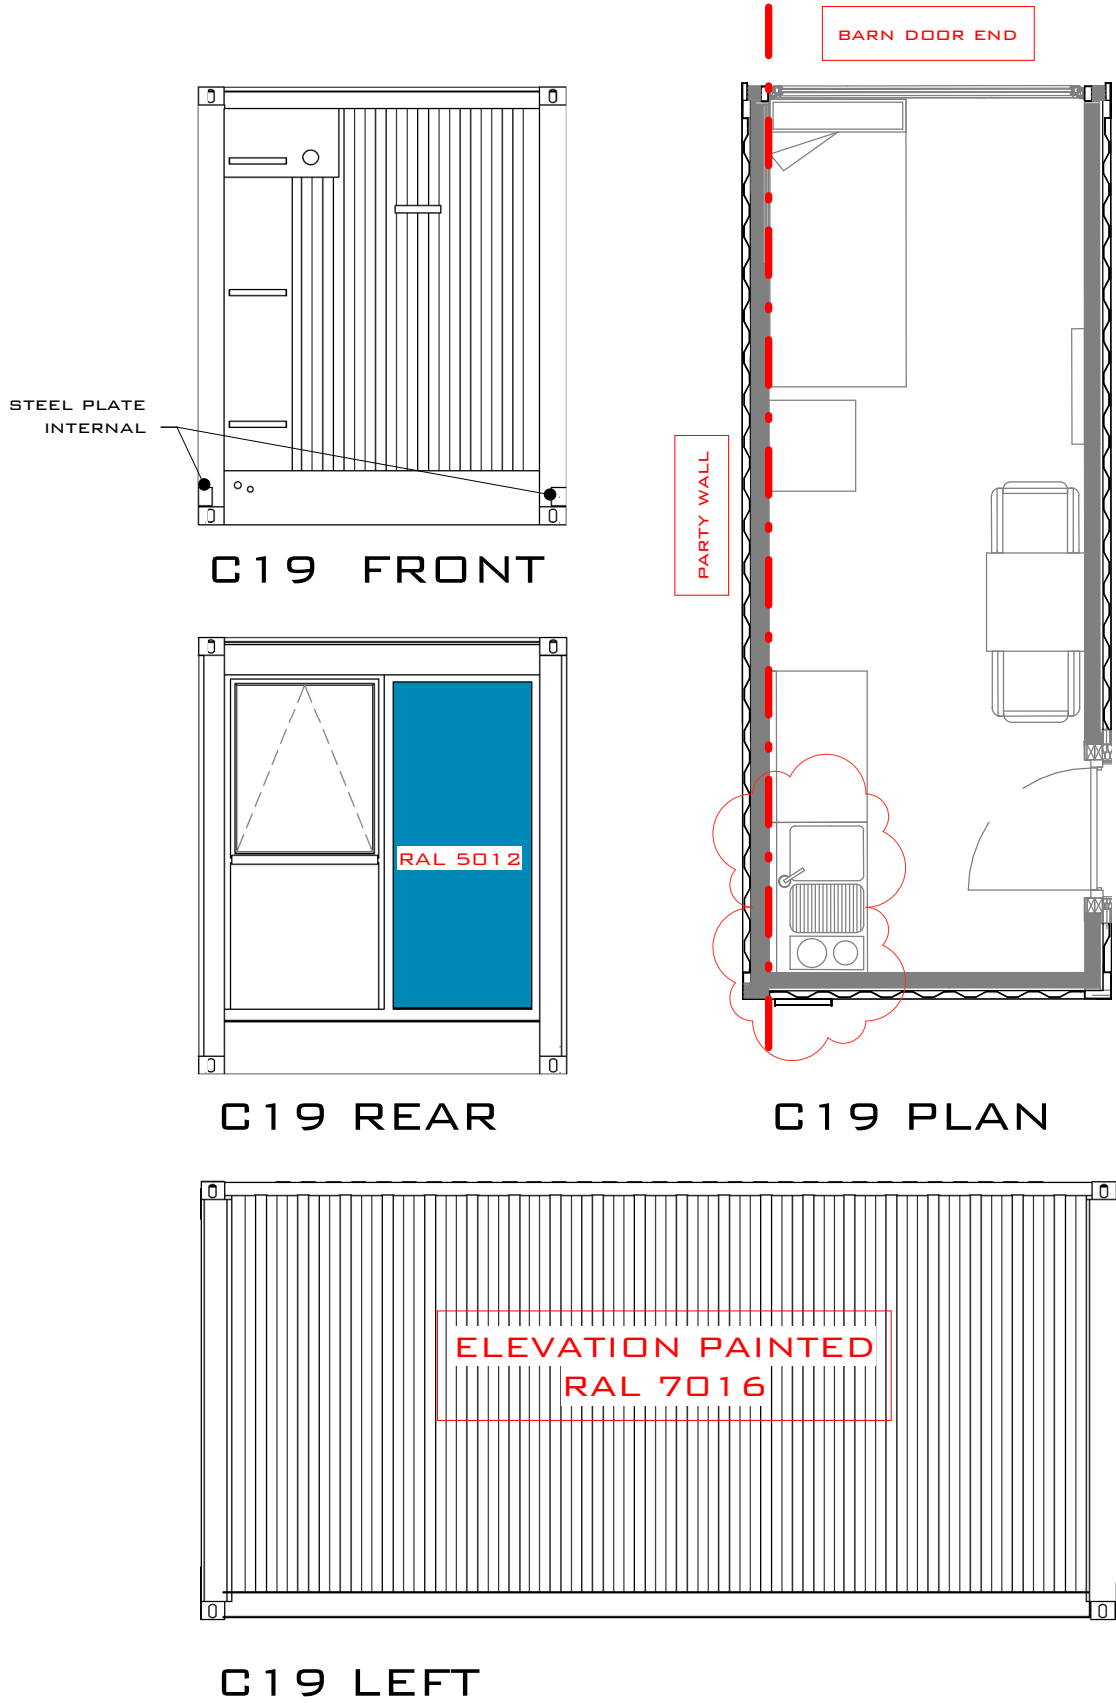 BARN DOOR END
STEEL PLATE
INTERNAL
PARTY WALL
C19 FRONT
RAL 5012
C19 REAR
C19 PLAN
ELEVATION PAINTED
RAL 7016
C19 LEFT